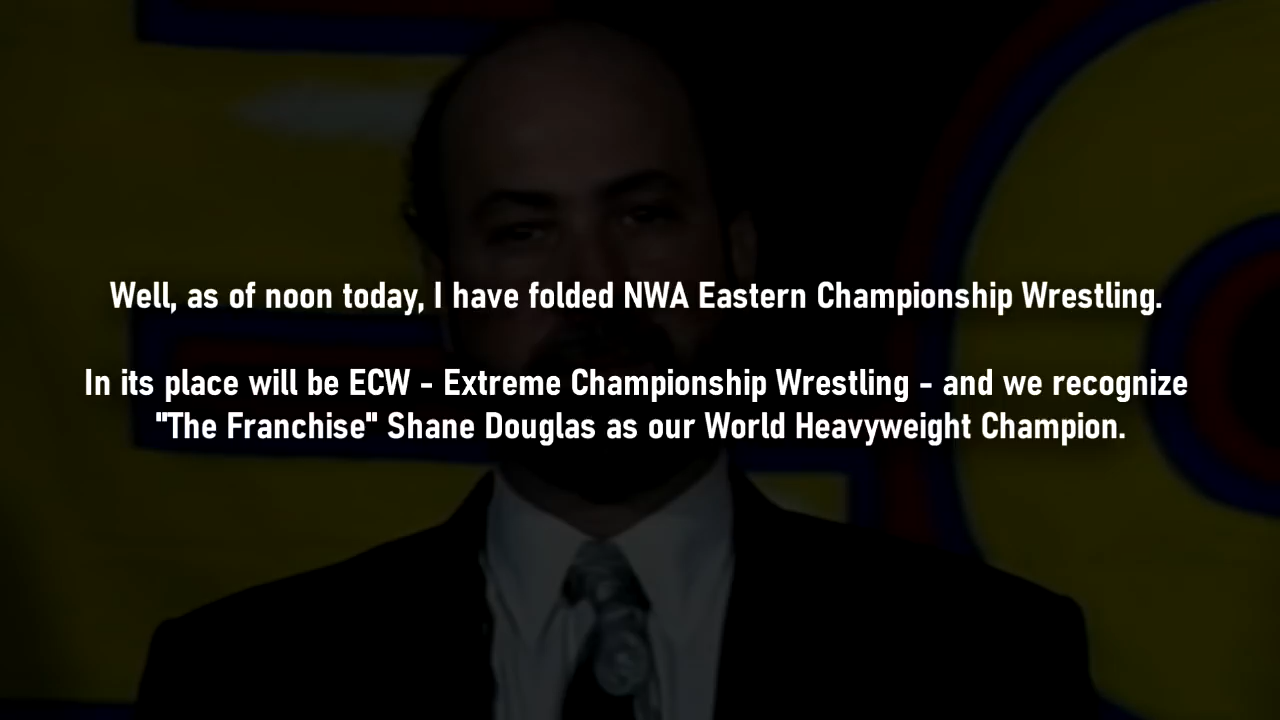 Well, as of noon today, I have folded NWA Eastern Championship Wrestling.
In its place will be ECW - Extreme Championship Wrestling - and we recognize
"The Franchise" Shane Douglas as our World Heavyweight Champion.